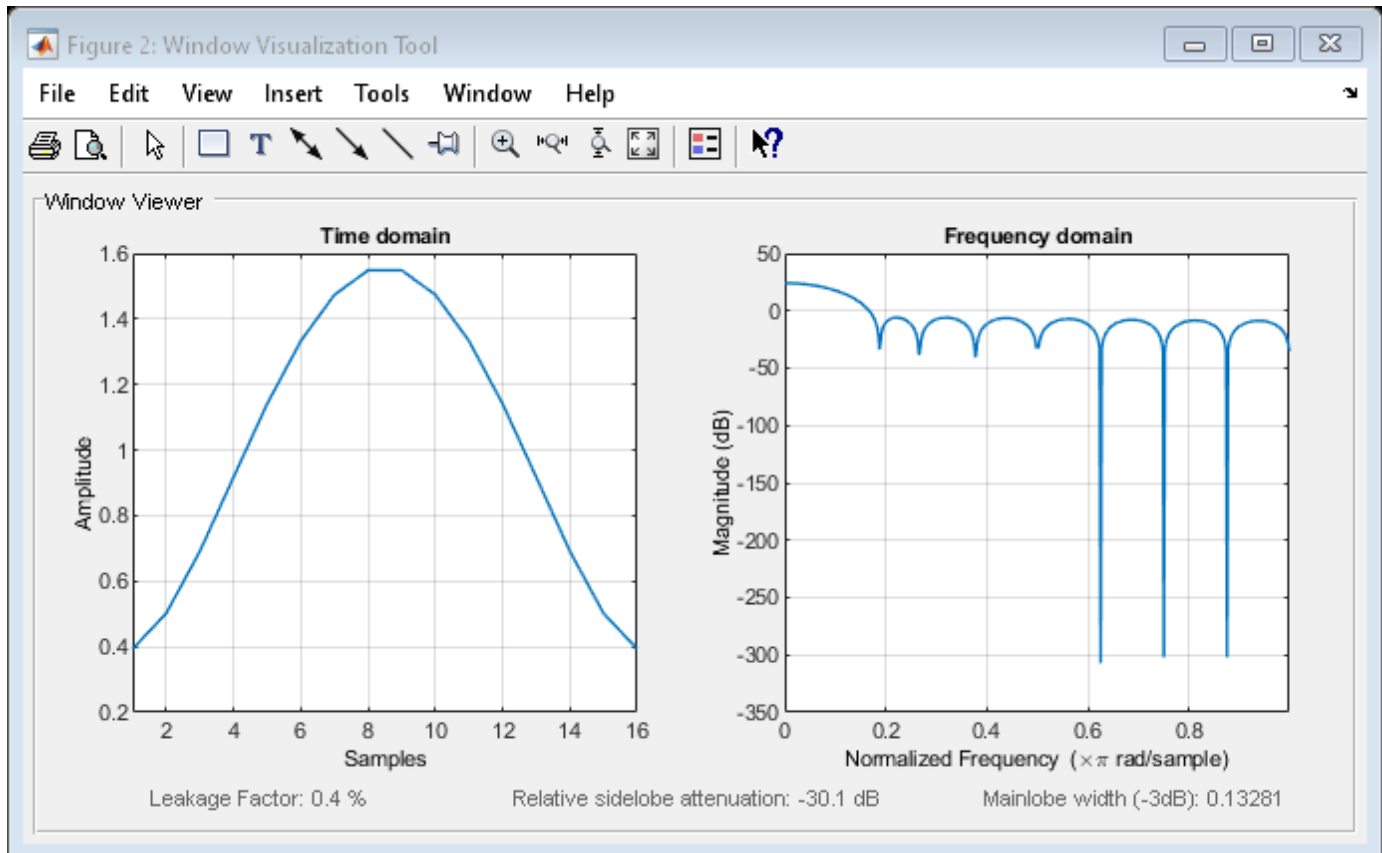 Figure 2: Window Visualization Tool
File Edit View Insert Tools Window Help
T
?
Window Viewer
Time domain
1.6
1.4
1.2
1
0.8
0.6
0.4
0.2
Amplitude
2 4 6 8 10 12 14 16
Samples
Frequency domain
50
0
-50
-100
-150
-200
-250
-300
-350
Magnitude (dB)
0 0.2 0.4 0.6 0.8
Normalized Frequency (×π rad/sample)
Leakage Factor: 0.4 %
Relative sidelobe attenuation: -30.1 dB
Mainlobe width (-3dB): 0.13281